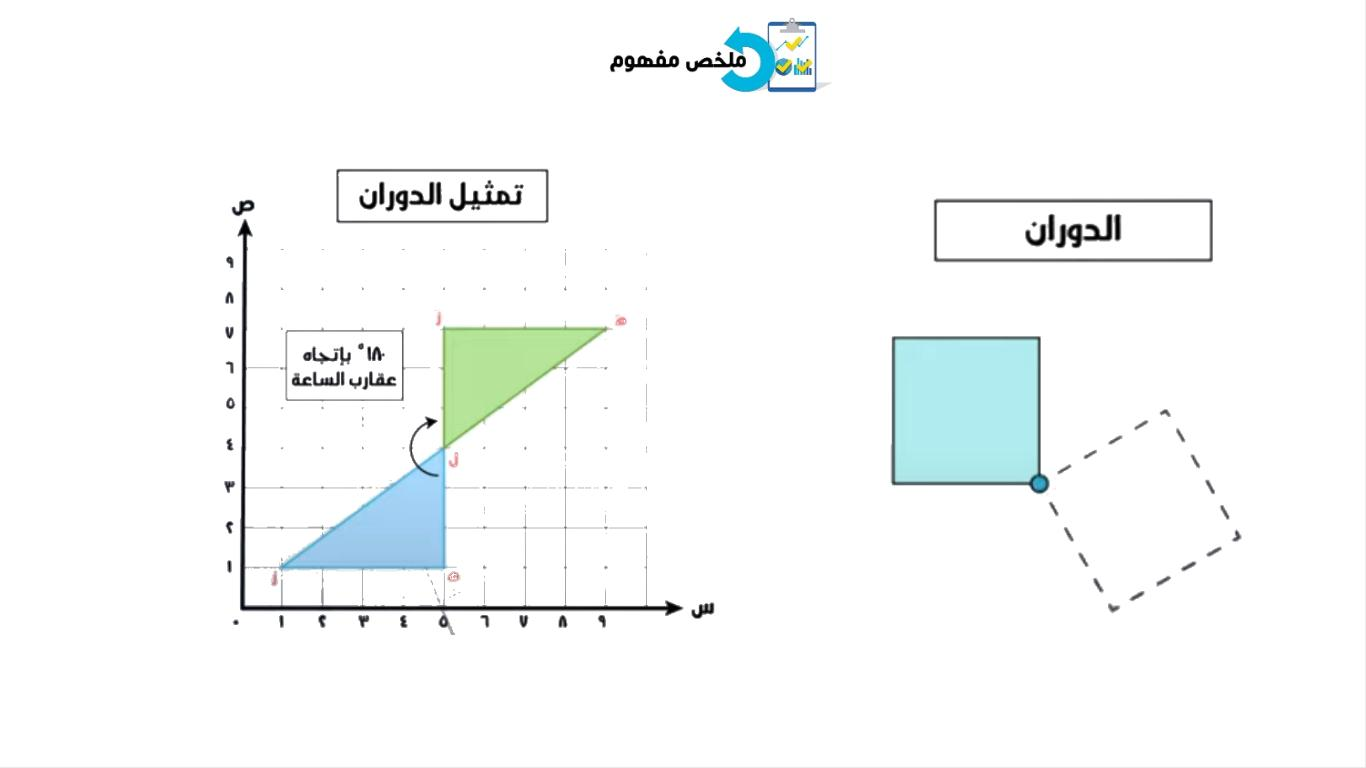 ملخص مفهوم
الدوران
تمثيل الدوران
ص
٩
٨
٧
٦
٥
٤
٣
٢
١
١٨٠° بإتجاه
عقارب الساعة
ل
٠ ١ ٢ ٣ ٤ ٥ ٦ ٧ ٨ ٩
س